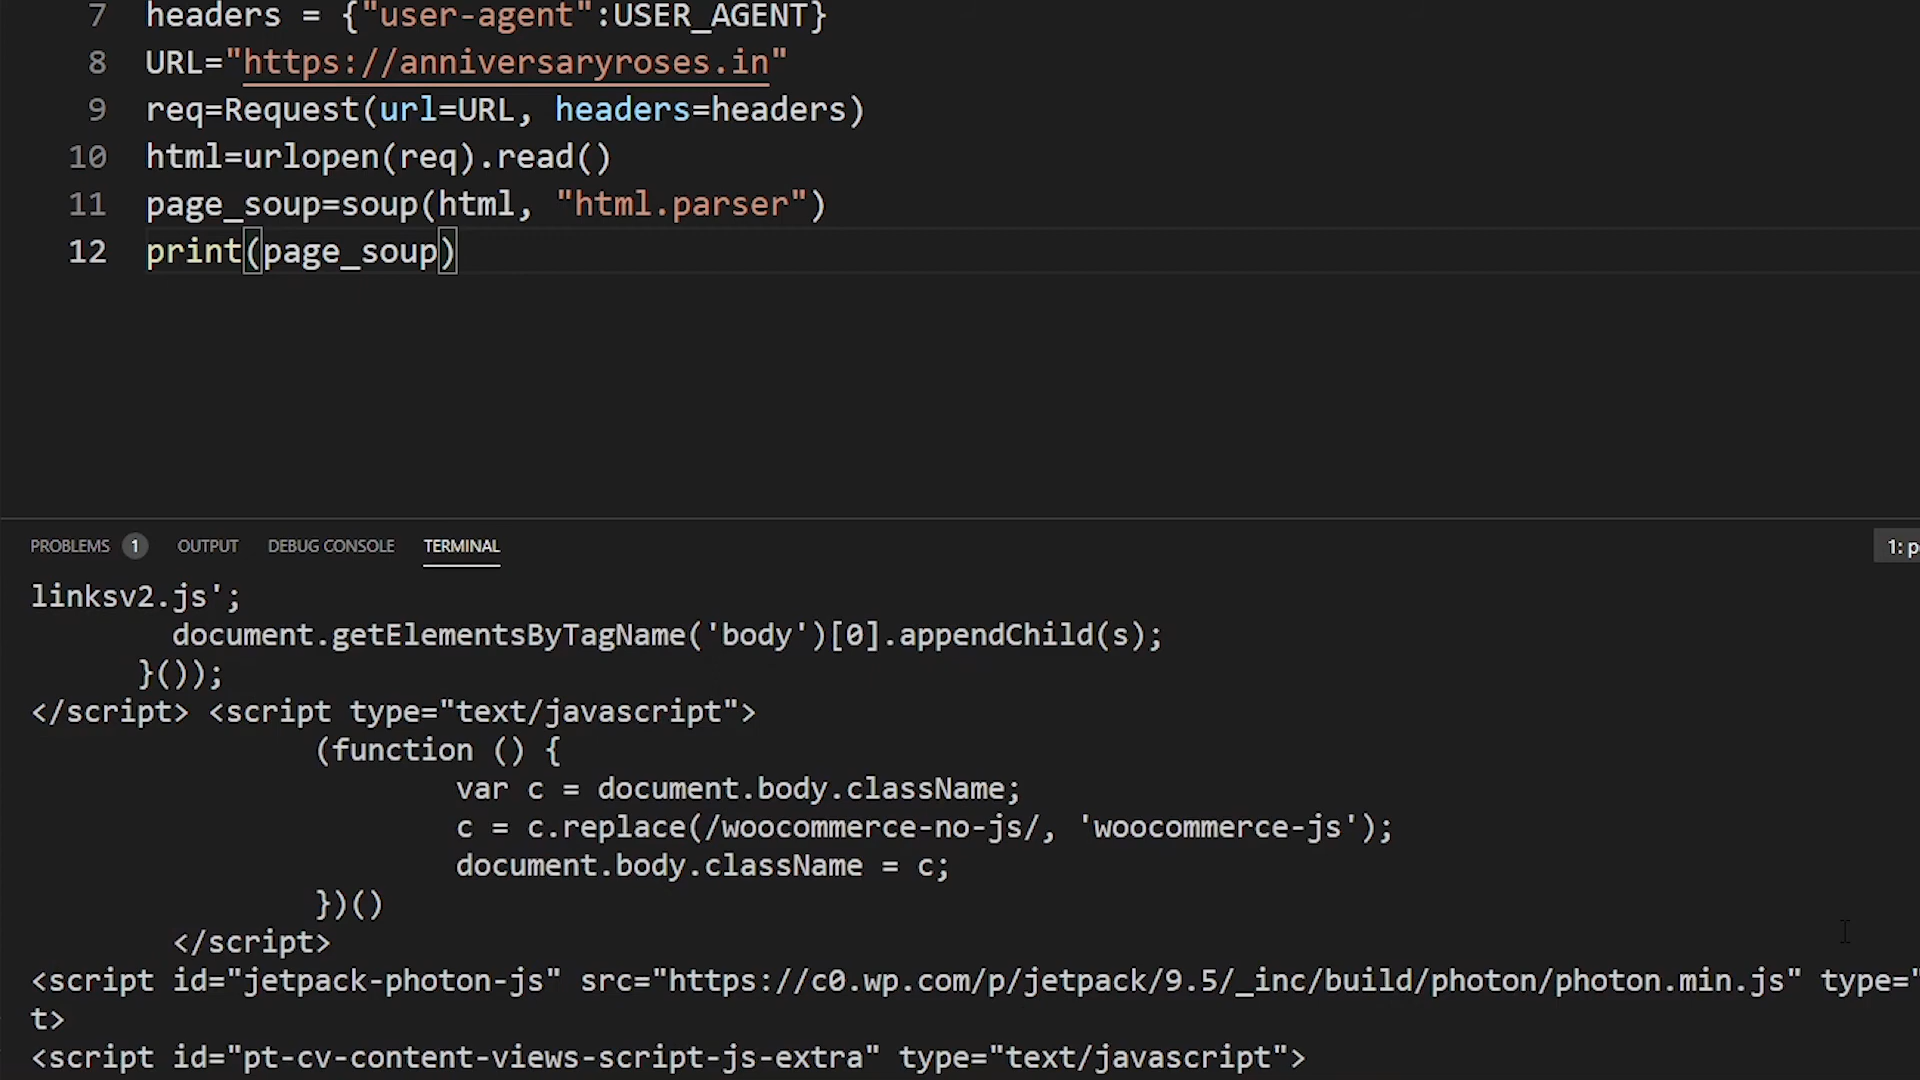 7 headers = {"user-agent":USER_AGENT}
8 URL="https://anniversaryroses.in"
9 req=Request(url=URL, headers=headers)
10 html=urlopen(req).read()
11 page_soup=soup(html, "html.parser")
12 print(page_soup)
PROBLEMS 1 OUTPUT DEBUG CONSOLE TERMINAL 1: p
linksv2.js';
document.getElementsByTagName('body')[0].appendChild(s);
}());
</script> <script type="text/javascript">
(function () {
var c = document.body.className;
c = c.replace(/woocommerce-no-js/, 'woocommerce-js');
document.body.className = c;
})()
</script>
<script id="jetpack-photon-js" src="https://c0.wp.com/p/jetpack/9.5/_inc/build/photon/photon.min.js" type="
t>
<script id="pt-cv-content-views-script-js-extra" type="text/javascript">